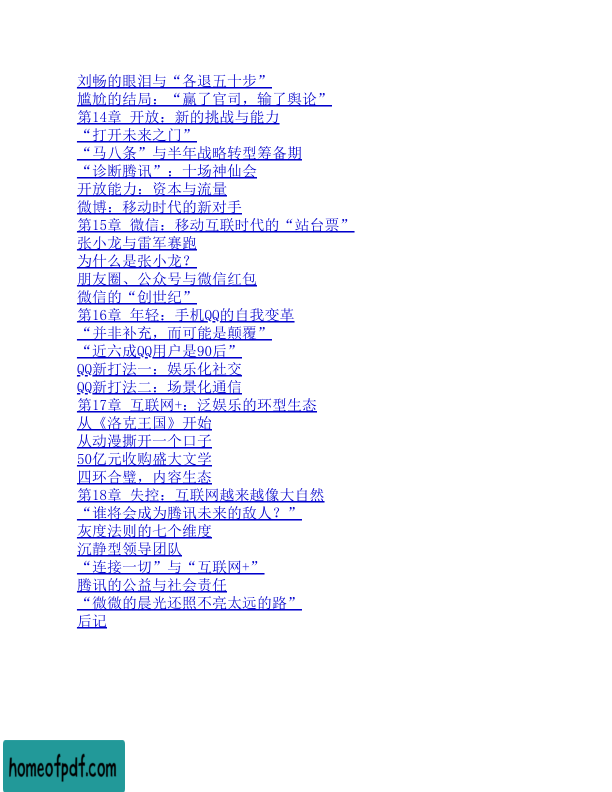 刘畅的眼泪与“各退五十步”
尴尬的结局：“赢了官司，输了舆论”
第14章 开放：新的挑战与能力
“打开未来之门”
“马八条”与半年战略转型筹备期
“诊断腾讯”：十场神仙会
开放能力：资本与流量
微博：移动时代的新对手
第15章 微信：移动互联时代的“站台票”
张小龙与雷军赛跑
为什么是张小龙？
朋友圈、公众号与微信红包
微信的“创世纪”
第16章 年轻：手机QQ的自我变革
“并非补充，而可能是颠覆”
“近六成QQ用户是90后”
QQ新打法一：娱乐化社交
QQ新打法二：场景化通信
第17章 互联网+：泛娱乐的环型生态
从《洛克王国》开始
从动漫撕开一个口子
50亿元收购盛大文学
四环合璧，内容生态
第18章 失控：互联网越来越像大自然
“谁将会成为腾讯未来的敌人？”
灰度法则的七个维度
沉静型领导团队
“连接一切”与“互联网+”
腾讯的公益与社会责任
“微微的晨光还照不亮太远的路”
后记
homeofpdf.com